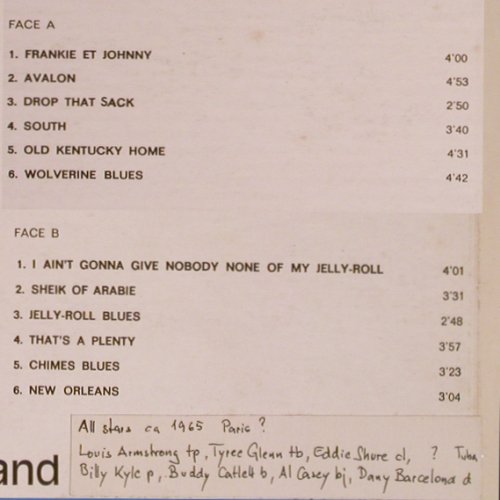 FACE A
1. FRANKIE ET JOHNNY 4'00
2. AVALON 4'53
3. DROP THAT SACK 2'50
4. SOUTH 3'40
5. OLD KENTUCKY HOME 4'31
6. WOLVERINE BLUES 4'42
FACE B
1. I AIN'T GONNA GIVE NOBODY NONE OF MY JELLY-ROLL 4'01
2. SHEIK OF ARABIE 3'31
3. JELLY-ROLL BLUES 2'48
4. THAT'S A PLENTY 3'57
5. CHIMES BLUES 3'23
6. NEW ORLEANS 3'04
All stars ca 1965 Paris ?
Louis Armstrong tp, Tyree Glenn tb, Eddie Shure cl, ? Tuba
Billy Kyle p, Buddy Catlett b, Al Casey bj, Dany Barcelona d
and